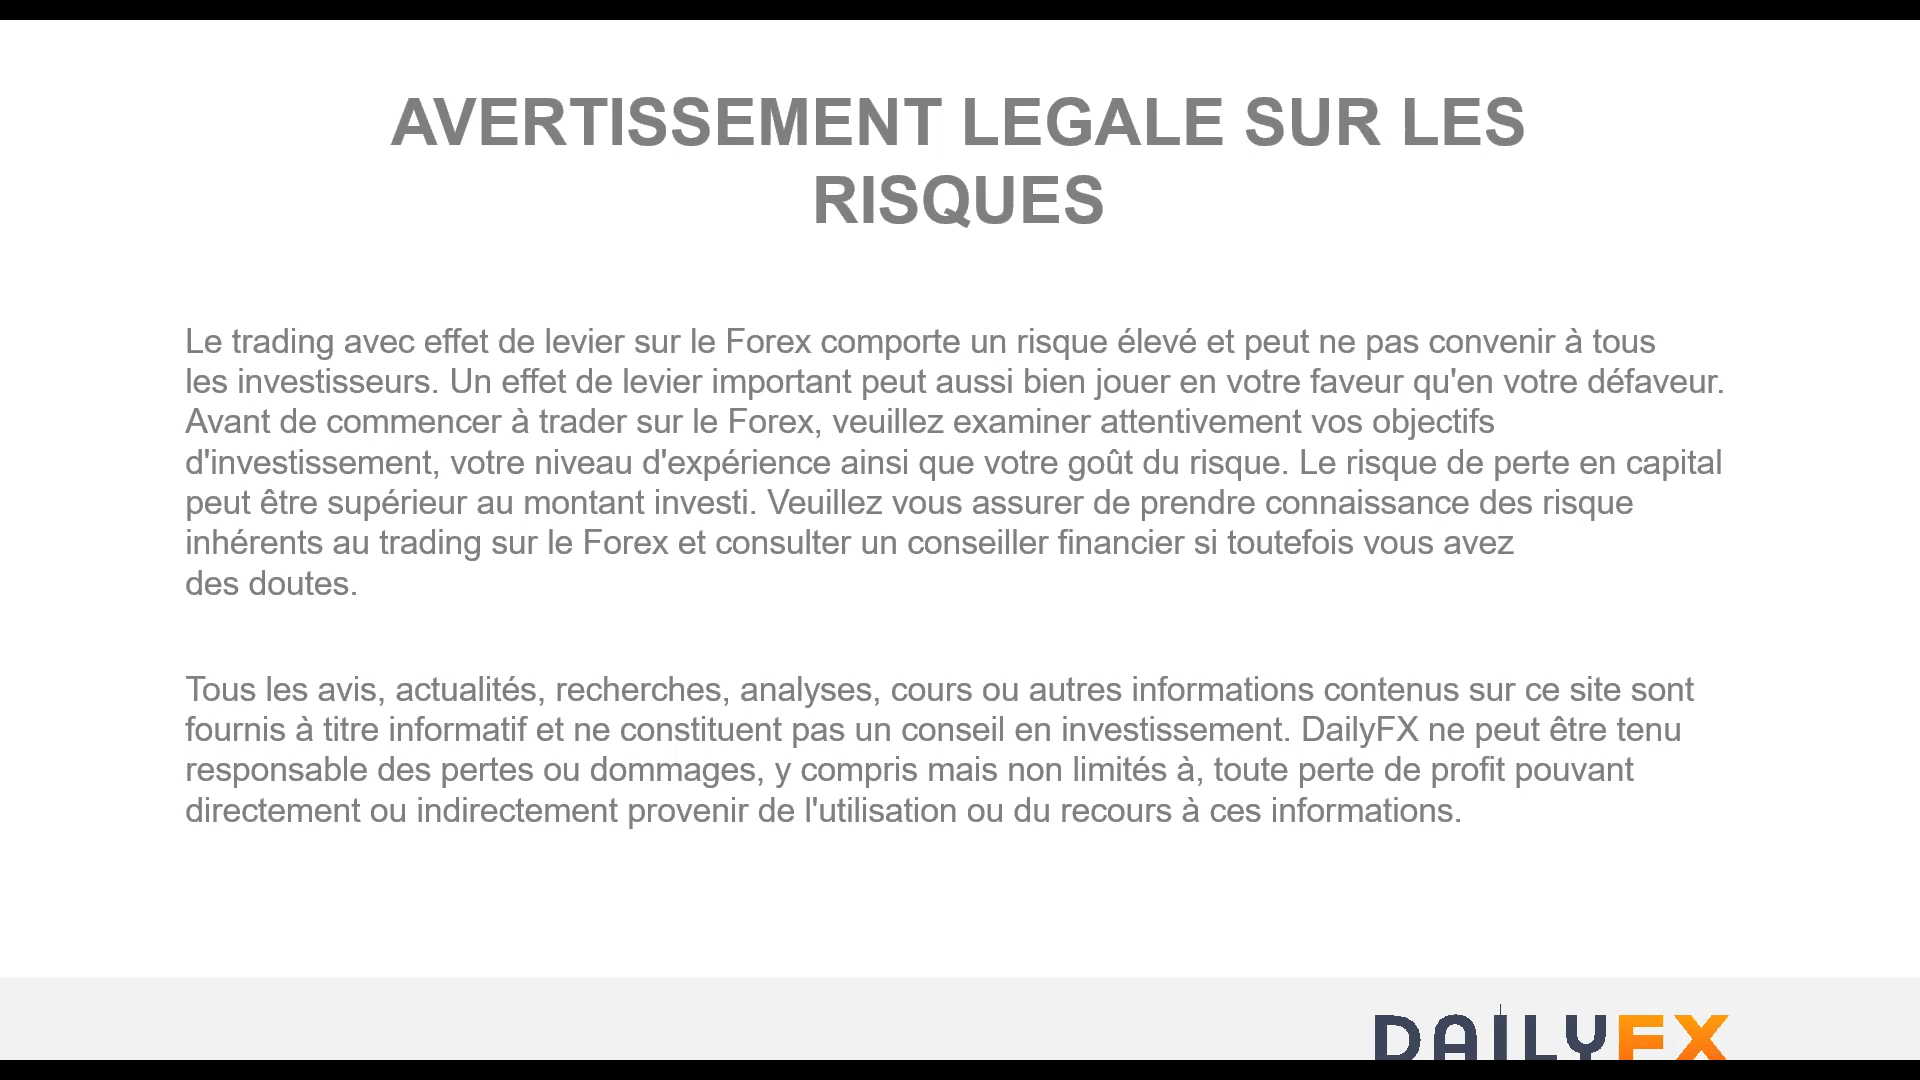 AVERTISSEMENT LEGALE SUR LES
RISQUES
Le trading avec effet de levier sur le Forex comporte un risque élevé et peut ne pas convenir à tous
les investisseurs. Un effet de levier important peut aussi bien jouer en votre faveur qu'en votre défaveur.
Avant de commencer à trader sur le Forex, veuillez examiner attentivement vos objectifs
d'investissement, votre niveau d'expérience ainsi que votre goût du risque. Le risque de perte en capital
peut être supérieur au montant investi. Veuillez vous assurer de prendre connaissance des risque
inhérents au trading sur le Forex et consulter un conseiller financier si toutefois vous avez
des doutes.
Tous les avis, actualités, recherches, analyses, cours ou autres informations contenus sur ce site sont
fournis à titre informatif et ne constituent pas un conseil en investissement. DailyFX ne peut être tenu
responsable des pertes ou dommages, y compris mais non limités à, toute perte de profit pouvant
directement ou indirectement provenir de l'utilisation ou du recours à ces informations.
DAILYFX